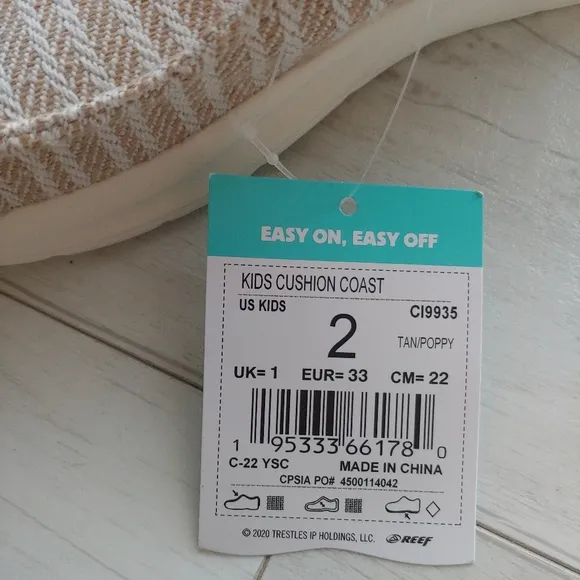 EASY ON, EASY OFF
KIDS CUSHION COAST
US KIDS CI9935
2
TAN/POPPY
UK= 1 EUR= 33 CM= 22
1 95333 66178 0
C-22 YSC MADE IN CHINA
CPSIA PO# 4500114042
© 2020 TRESTLES IP HOLDINGS, LLC. REEF